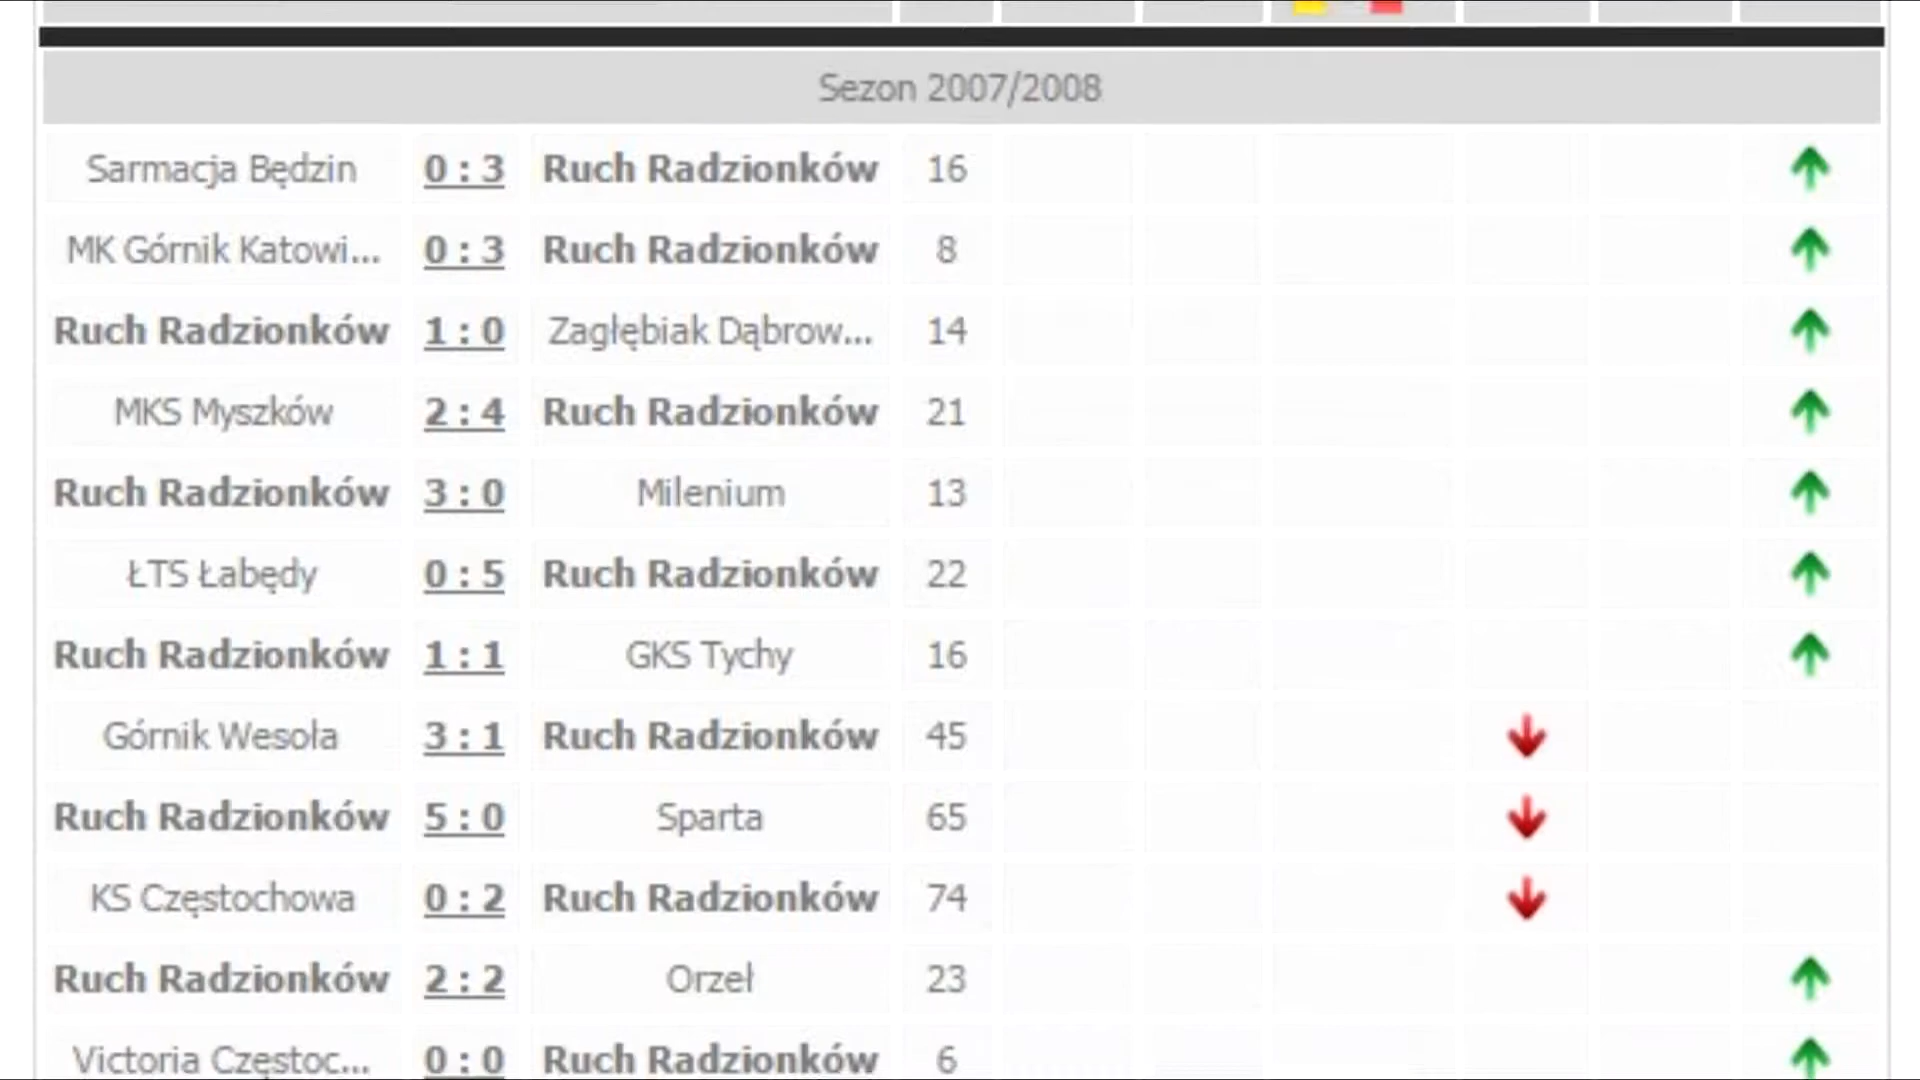 Sezon 2007/2008
Sarmacja Będzin 0 : 3 Ruch Radzionków 16
MK Górnik Katowi... 0 : 3 Ruch Radzionków 8
Ruch Radzionków 1 : 0 Zagłębiak Dąbrow... 14
MKS Myszków 2 : 4 Ruch Radzionków 21
Ruch Radzionków 3 : 0 Milenium 13
ŁTS Łabędy 0 : 5 Ruch Radzionków 22
Ruch Radzionków 1 : 1 GKS Tychy 16
Górnik Wesoła 3 : 1 Ruch Radzionków 45
Ruch Radzionków 5 : 0 Sparta 65
KS Częstochowa 0 : 2 Ruch Radzionków 74
Ruch Radzionków 2 : 2 Orzeł 23
Victoria Częstoc... 0 : 0 Ruch Radzionków 6